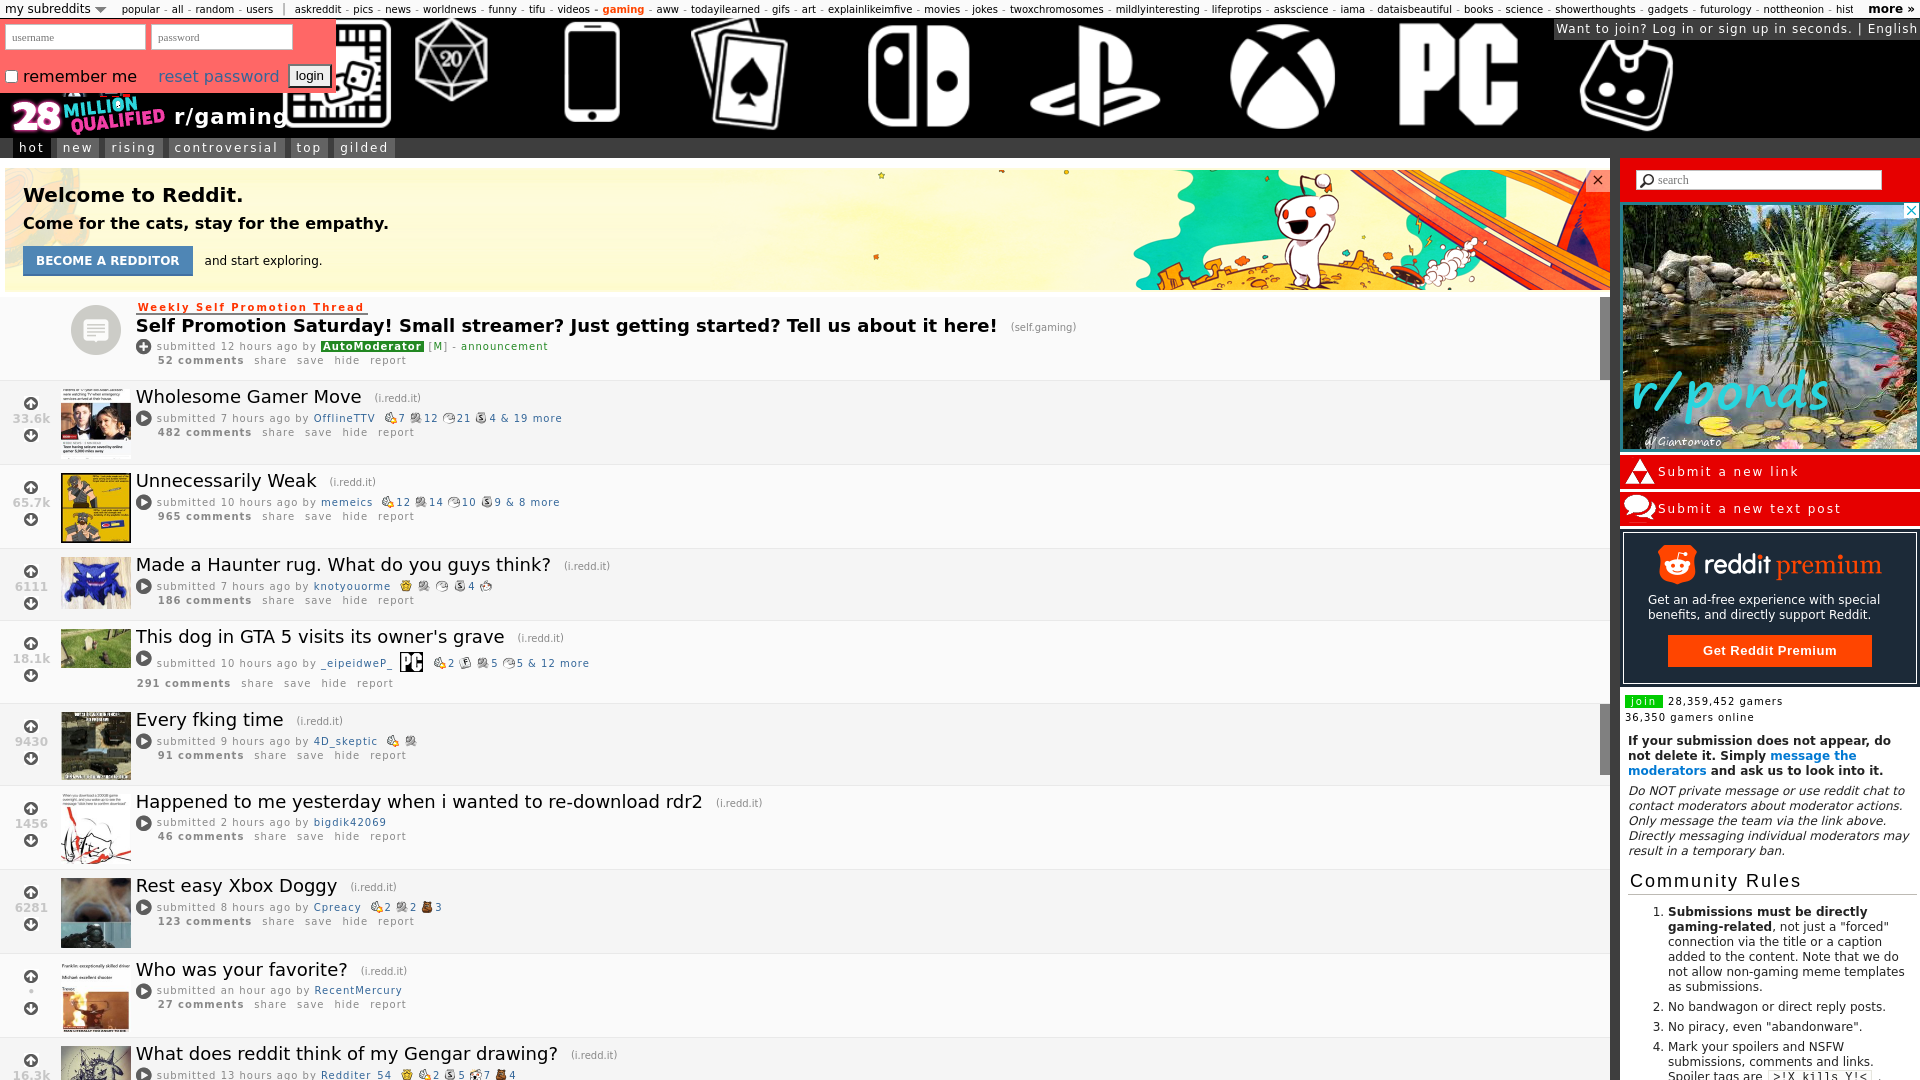 my subreddits popular - all - random - users | askreddit - pics - news - worldnews - funny - tifu - videos - gaming - aww - todayilearned - gifs - art - explainlikeimfive - movies - jokes - twoxchromosomes - mildlyinteresting - lifeprotips - askscience - iama - dataisbeautiful - books - science - showerthoughts - gadgets - futurology - nottheonion - hist more »
username password
Want to join? Log in or sign up in seconds. | English
remember me reset password login
20
PC
28 MILLION QUALIFIED r/gaming
hot new rising controversial top gilded
Welcome to Reddit.
Come for the cats, stay for the empathy.
BECOME A REDDITOR and start exploring.
Weekly Self Promotion Thread
Self Promotion Saturday! Small streamer? Just getting started? Tell us about it here! (self.gaming)
submitted 12 hours ago by AutoModerator [M] - announcement
52 comments share save hide report
33.6k
Wholesome Gamer Move (i.redd.it)
submitted 7 hours ago by OfflineTTV 7 12 21 4 & 19 more
482 comments share save hide report
65.7k
Unnecessarily Weak (i.redd.it)
submitted 10 hours ago by memeics 12 14 10 9 & 8 more
965 comments share save hide report
6111
Made a Haunter rug. What do you guys think? (i.redd.it)
submitted 7 hours ago by knotyouorme 4
186 comments share save hide report
18.1k
This dog in GTA 5 visits its owner's grave (i.redd.it)
submitted 10 hours ago by _eipeidweP_ PC 2 5 5 & 12 more
291 comments share save hide report
9430
Every fking time (i.redd.it)
submitted 9 hours ago by 4D_skeptic
91 comments share save hide report
1456
Happened to me yesterday when i wanted to re-download rdr2 (i.redd.it)
submitted 2 hours ago by bigdik42069
46 comments share save hide report
6281
Rest easy Xbox Doggy (i.redd.it)
submitted 8 hours ago by Cpreacy 2 2 3
123 comments share save hide report
•
Who was your favorite? (i.redd.it)
submitted an hour ago by RecentMercury
27 comments share save hide report
16.3k
What does reddit think of my Gengar drawing? (i.redd.it)
submitted 13 hours ago by Redditer_54 2 5 7 4
search
r/ponds
u/Giantomato
Submit a new link
Submit a new text post
reddit premium
Get an ad-free experience with special
benefits, and directly support Reddit.
Get Reddit Premium
join 28,359,452 gamers
36,350 gamers online
If your submission does not appear, do
not delete it. Simply message the
moderators and ask us to look into it.
Do NOT private message or use reddit chat to
contact moderators about moderator actions.
Only message the team via the link above.
Directly messaging individual moderators may
result in a temporary ban.
Community Rules
1. Submissions must be directly
gaming-related, not just a "forced"
connection via the title or a caption
added to the content. Note that we do
not allow non-gaming meme templates
as submissions.
2. No bandwagon or direct reply posts.
3. No piracy, even "abandonware".
4. Mark your spoilers and NSFW
submissions, comments and links.
Spoiler tags are >!X kills Y!< .